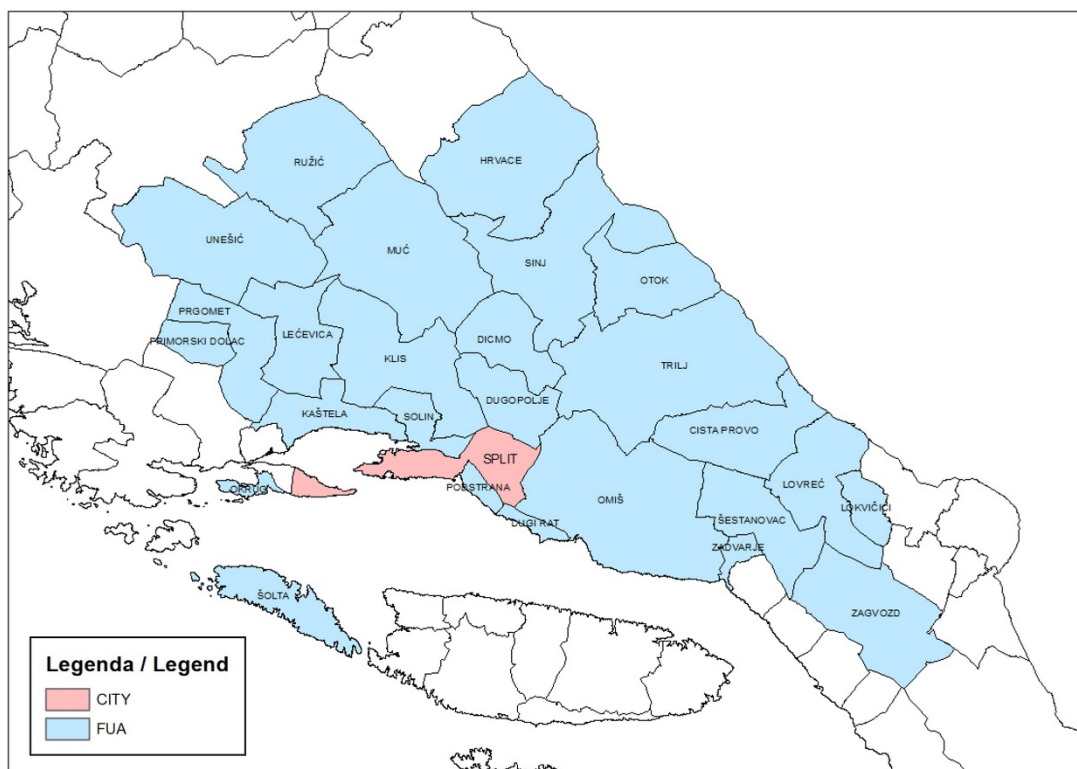 RUŽIĆ
HRVACE
UNEŠIĆ
MUĆ
SINJ
OTOK
PRGOMET
PRIMORSKI DOLAC
LEĆEVICA
DICMO
KLIS
TRILJ
DUGOPOLJE
KAŠTELA
SOLIN
CISTA PROVO
SPLIT
LOVREĆ
PODSTRANA
OKRUG
OMIŠ
LOKVIČIĆI
DUGI RAT
ŠESTANOVAC
ZADVARJE
ŠOLTA
ZAGVOZD
Legenda / Legend
CITY
FUA